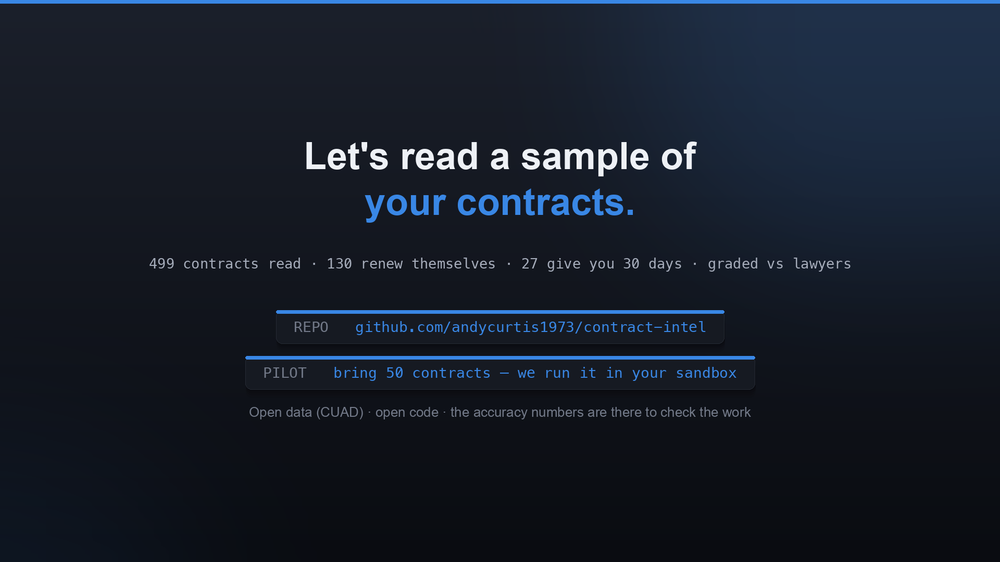 Let's read a sample of
your contracts.
499 contracts read · 130 renew themselves · 27 give you 30 days · graded vs lawyers
REPO github.com/andycurtis1973/contract-intel
PILOT bring 50 contracts — we run it in your sandbox
Open data (CUAD) · open code · the accuracy numbers are there to check the work